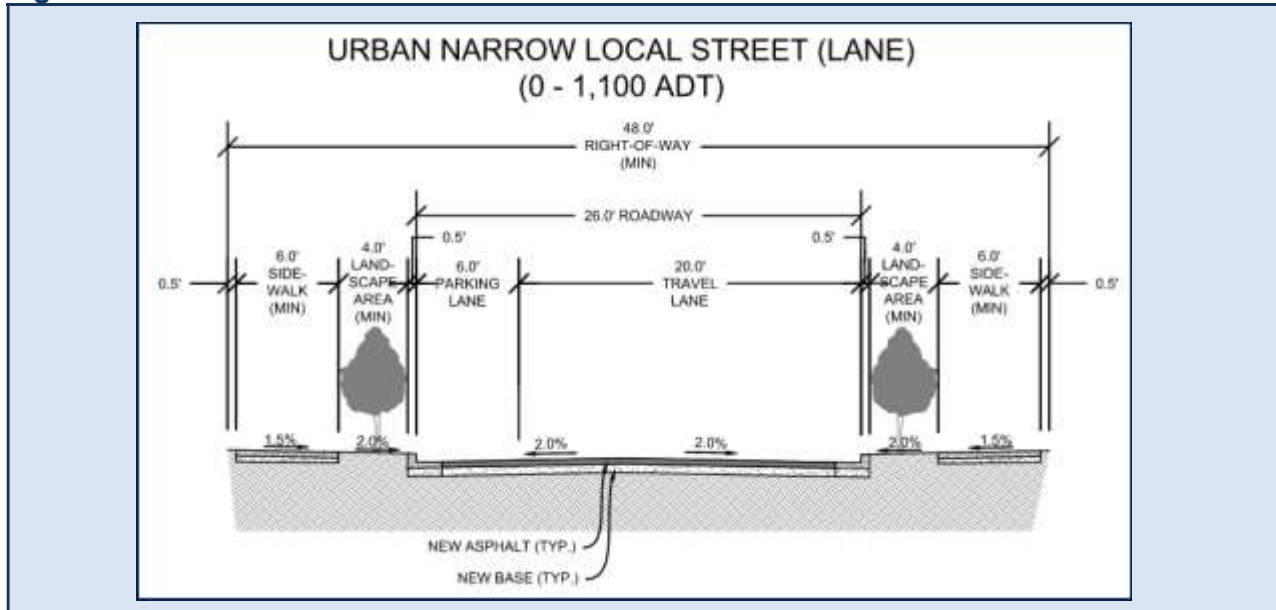 URBAN NARROW LOCAL STREET (LANE)
(0 - 1,100 ADT)
48.0'
RIGHT-OF-WAY
(MIN)
26.0' ROADWAY
0.5'
0.5'
0.5'
6.0'
SIDE-
WALK
(MIN)
4.0'
LAND-
SCAPE
AREA
(MIN)
6.0'
PARKING
LANE
20.0'
TRAVEL
LANE
4.0'
LAND-
SCAPE
AREA
(MIN)
6.0'
SIDE-
WALK
(MIN)
0.5'
1.5%
2.0%
2.0%
2.0%
2.0%
1.5%
NEW ASPHALT (TYP.)
NEW BASE (TYP.)